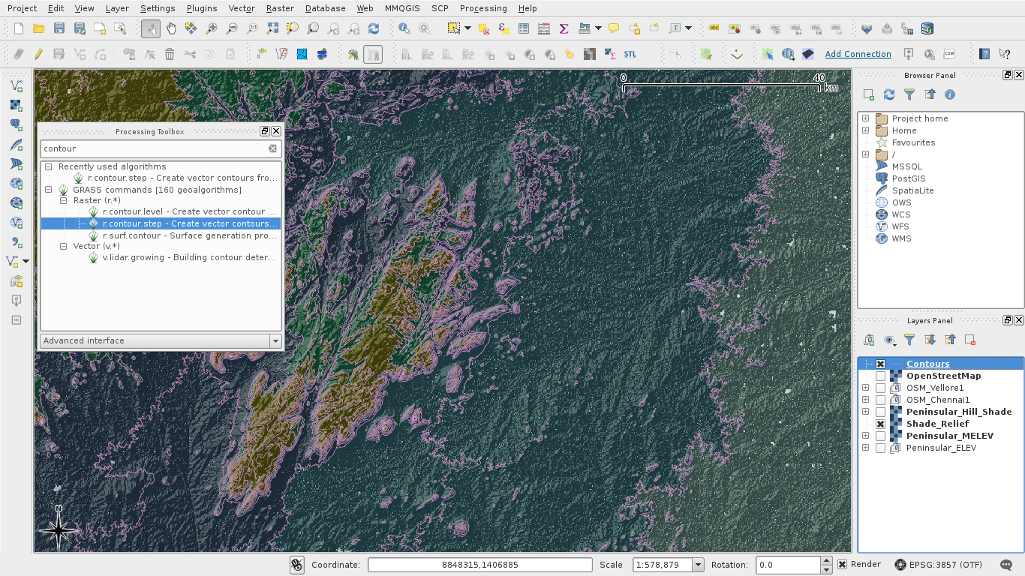 Project Edit View Layer Settings Plugins Vector Raster Database Web MMQGIS SCP Processing Help
STL Add Connection CSW
Processing Toolbox
contour
Recently used algorithms
r.contour.step - Create vector contours fro...
GRASS commands [160 geoalgorithms]
Raster (r.*)
r.contour.level - Create vector contour ...
r.contour.step - Create vector contours...
r.surf.contour - Surface generation pro...
Vector (v.*)
v.lidar.growing - Building contour deter...
Advanced interface
0 40
km
Browser Panel
Project home
Home
Favourites
/
MSSQL
PostGIS
SpatiaLite
OWS
WCS
WFS
WMS
Layers Panel
Contours
OpenStreetMap
OSM_Vellore1
OSM_Chennai1
Peninsular_Hill_Shade
Shade_Relief
Peninsular_MELEV
Peninsular_ELEV
Coordinate: 8848315,1406885 Scale 1:578,879 Rotation: 0.0 Render EPSG:3857 (OTF)